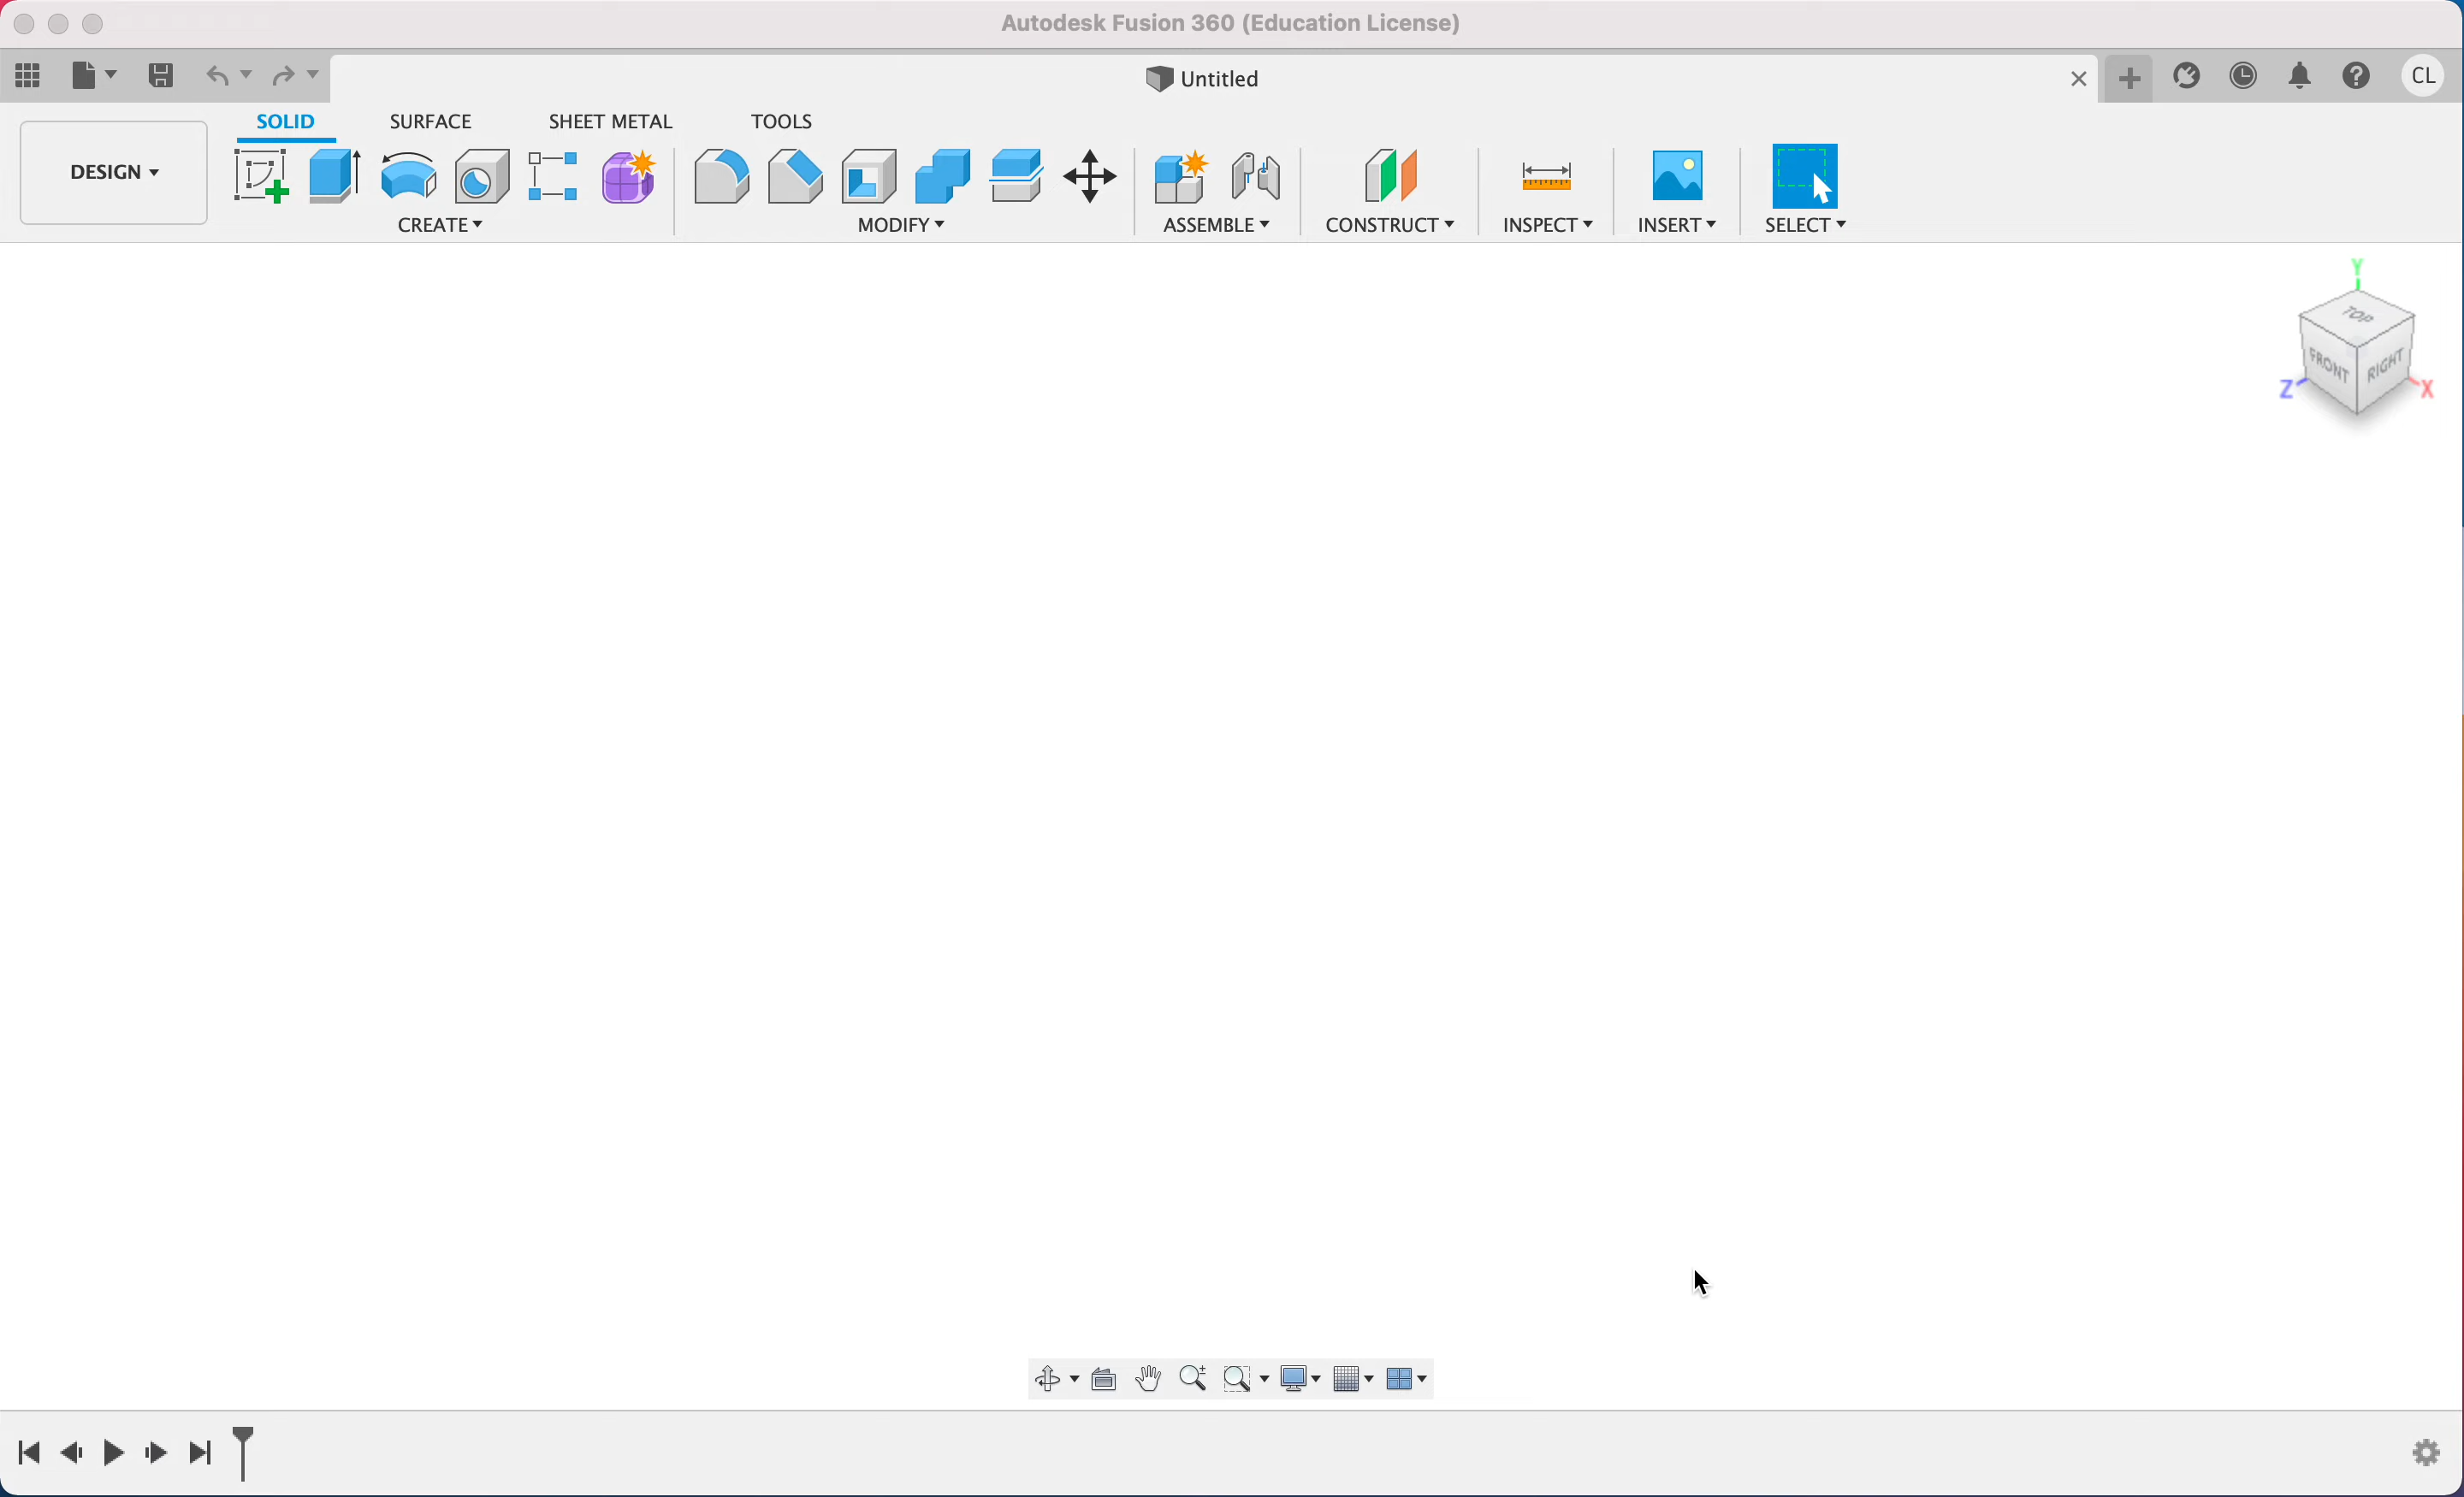 Autodesk Fusion 360 (Education License)
Untitled
CL
SOLID
SURFACE
SHEET METAL
TOOLS
DESIGN
CREATE
MODIFY
ASSEMBLE
CONSTRUCT
INSPECT
INSERT
SELECT
Y
TOP
FRONT
RIGHT
Z
X